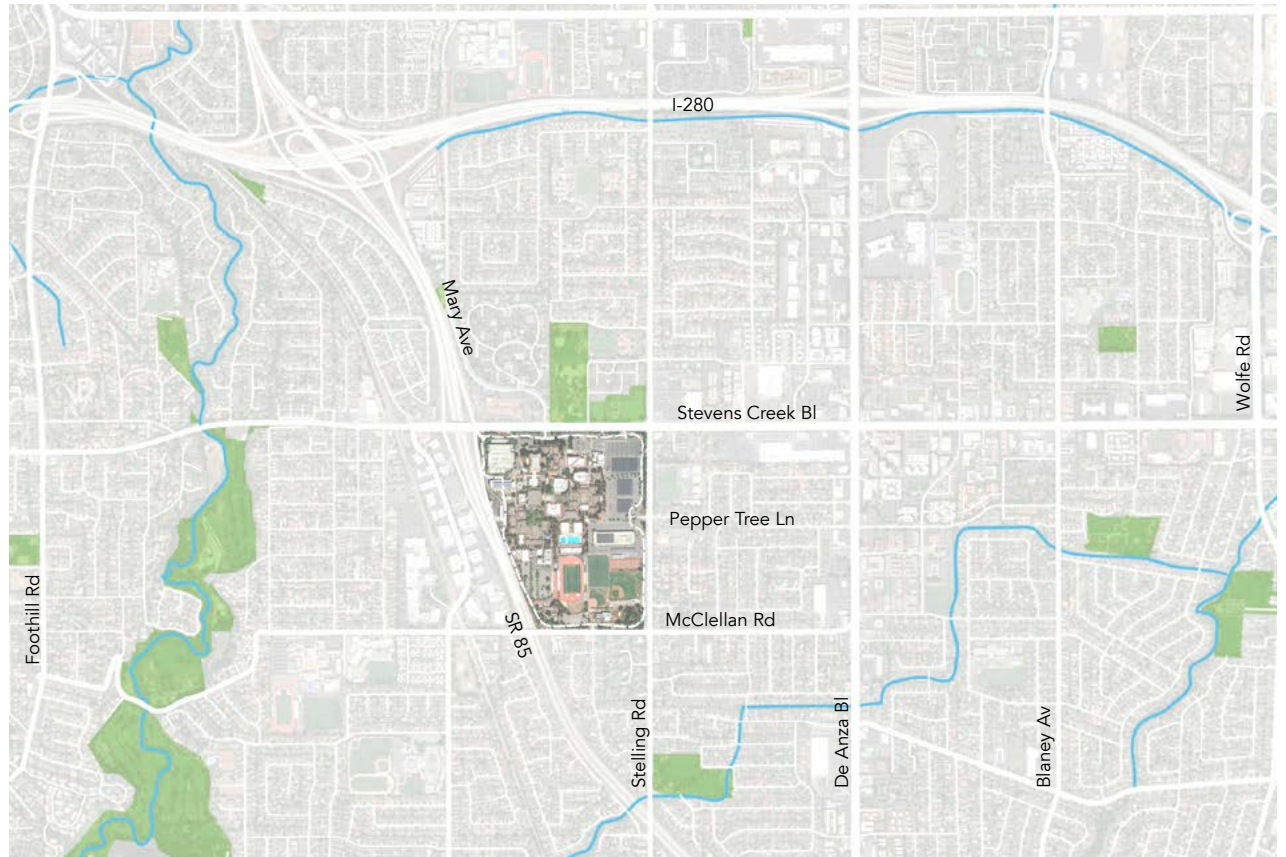 I-280
Mary Ave
Wolfe Rd
Stevens Creek Bl
Pepper Tree Ln
Foothill Rd
SR 85
McClellan Rd
Stelling Rd
De Anza Bl
Blaney Av